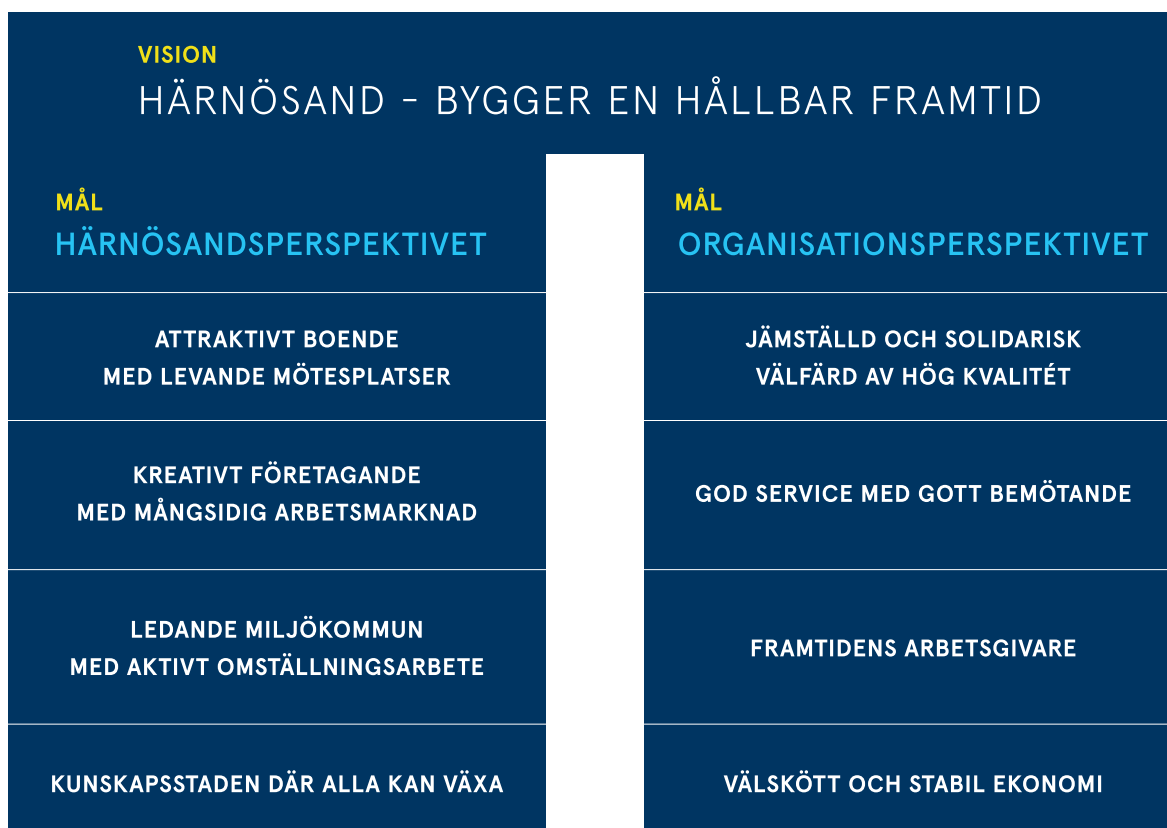 VISION
HÄRNÖSAND - BYGGER EN HÅLLBAR FRAMTID
MÅL
HÄRNÖSANDSPERSPEKTIVET
ATTRAKTIVT BOENDE
MED LEVANDE MÖTESPLATSER
KREATIVT FÖRETAGANDE
MED MÅNGSIDIG ARBETSMARKNAD
LEDANDE MILJÖKOMMUN
MED AKTIVT OMSTÄLLNINGSARBETE
KUNSKAPSSTADEN DÄR ALLA KAN VÄXA
MÅL
ORGANISATIONSPERSPEKTIVET
JÄMSTÄLLD OCH SOLIDARISK
VÄLFÄRD AV HÖG KVALITÉT
GOD SERVICE MED GOTT BEMÖTANDE
FRAMTIDENS ARBETSGIVARE
VÄLSKÖTT OCH STABIL EKONOMI